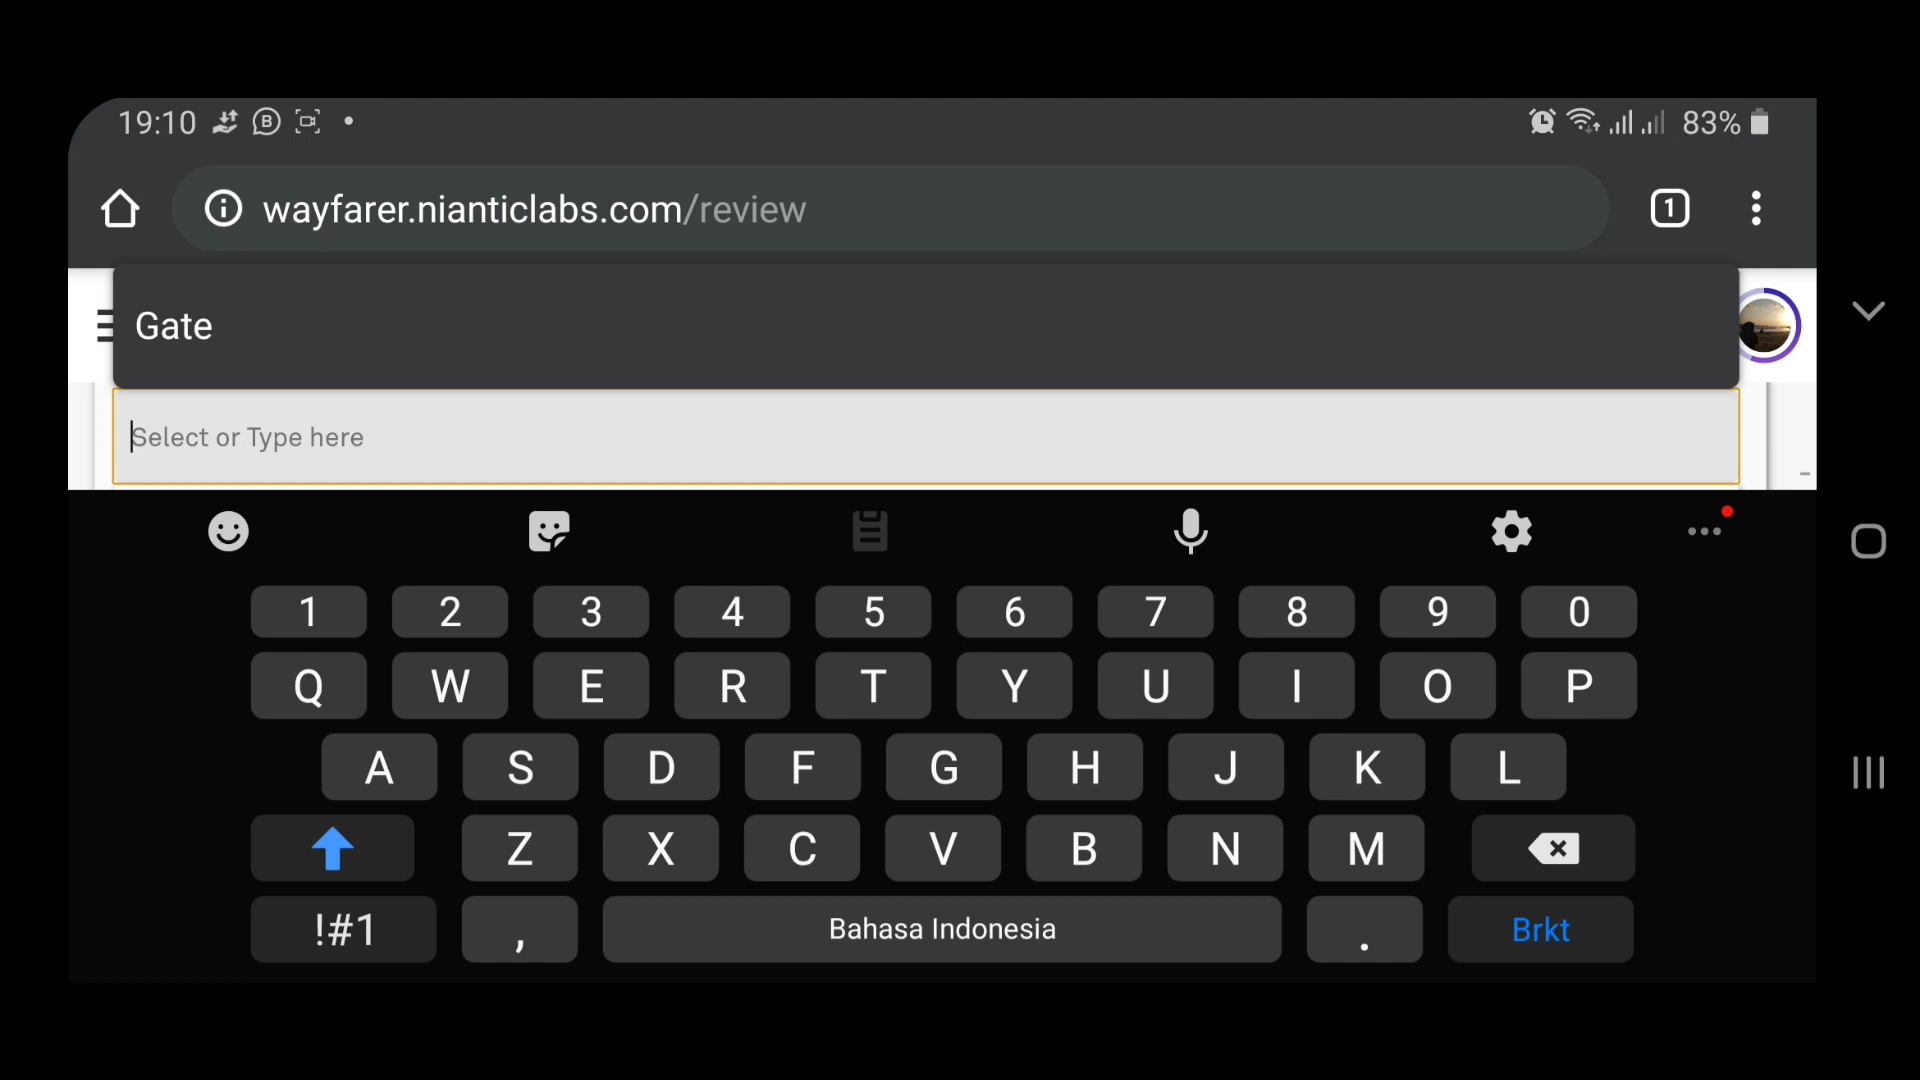 19:10 B 83%
wayfarer.nianticlabs.com/review 1
Gate
Select or Type here
1 2 3 4 5 6 7 8 9 0
Q W E R T Y U I O P
A S D F G H J K L
Z X C V B N M
!#1 , Bahasa Indonesia . Brkt